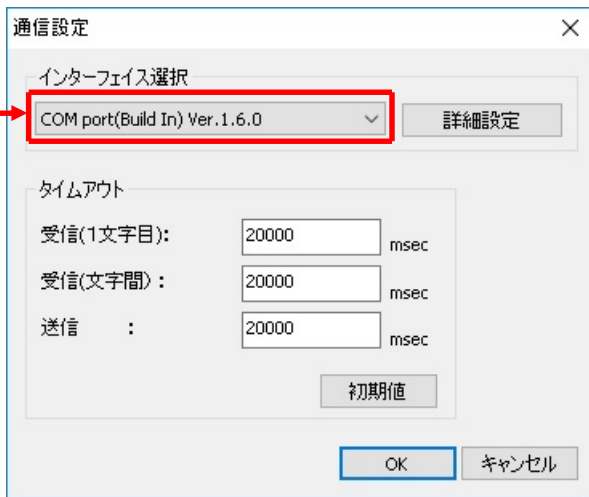 通信設定
インターフェイス選択
COM port(Build In) Ver.1.6.0
詳細設定
タイムアウト
受信(1文字目): 20000 msec
受信(文字間): 20000 msec
送信 : 20000 msec
初期値
OK キャンセル